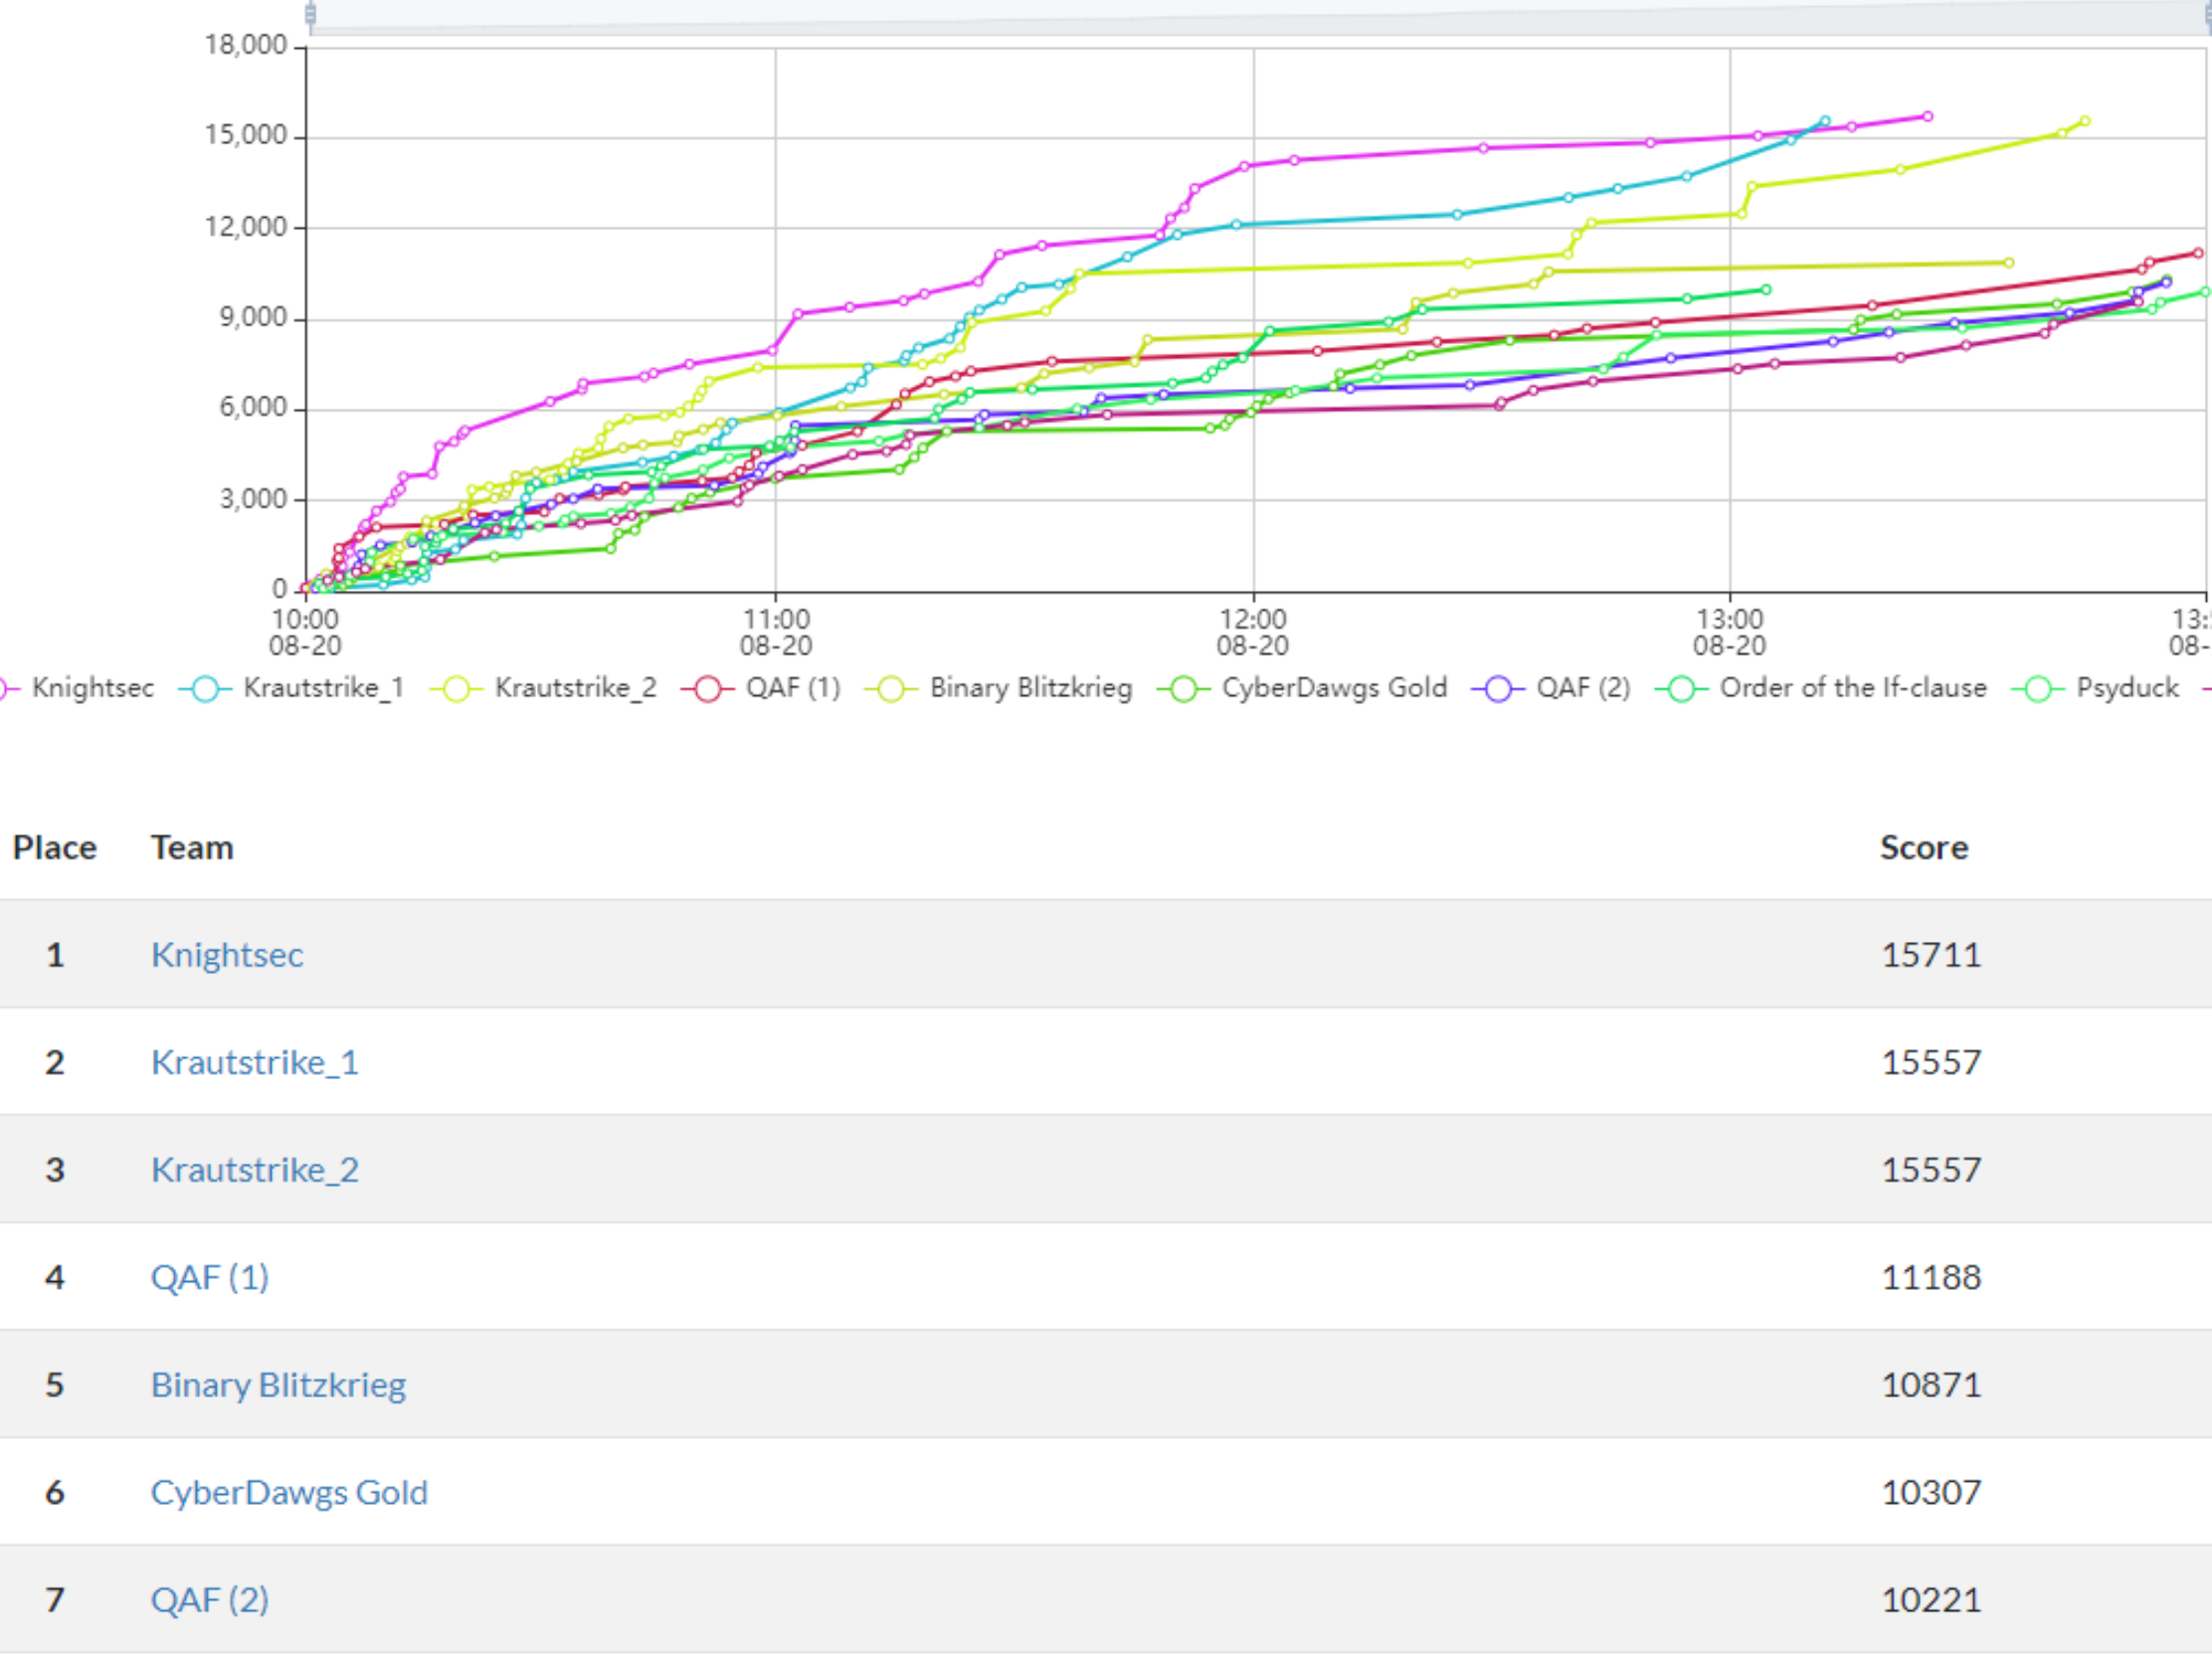 18,000
15,000
12,000
9,000
6,000
3,000
0
10:00 11:00 12:00 13:00 13:
08-20 08-20 08-20 08-20 08-
Knightsec Krautstrike_1 Krautstrike_2 QAF (1) Binary Blitzkrieg CyberDawgs Gold QAF (2) Order of the If-clause Psyduck
Place Team Score
1 Knightsec 15711
2 Krautstrike_1 15557
3 Krautstrike_2 15557
4 QAF (1) 11188
5 Binary Blitzkrieg 10871
6 CyberDawgs Gold 10307
7 QAF (2) 10221